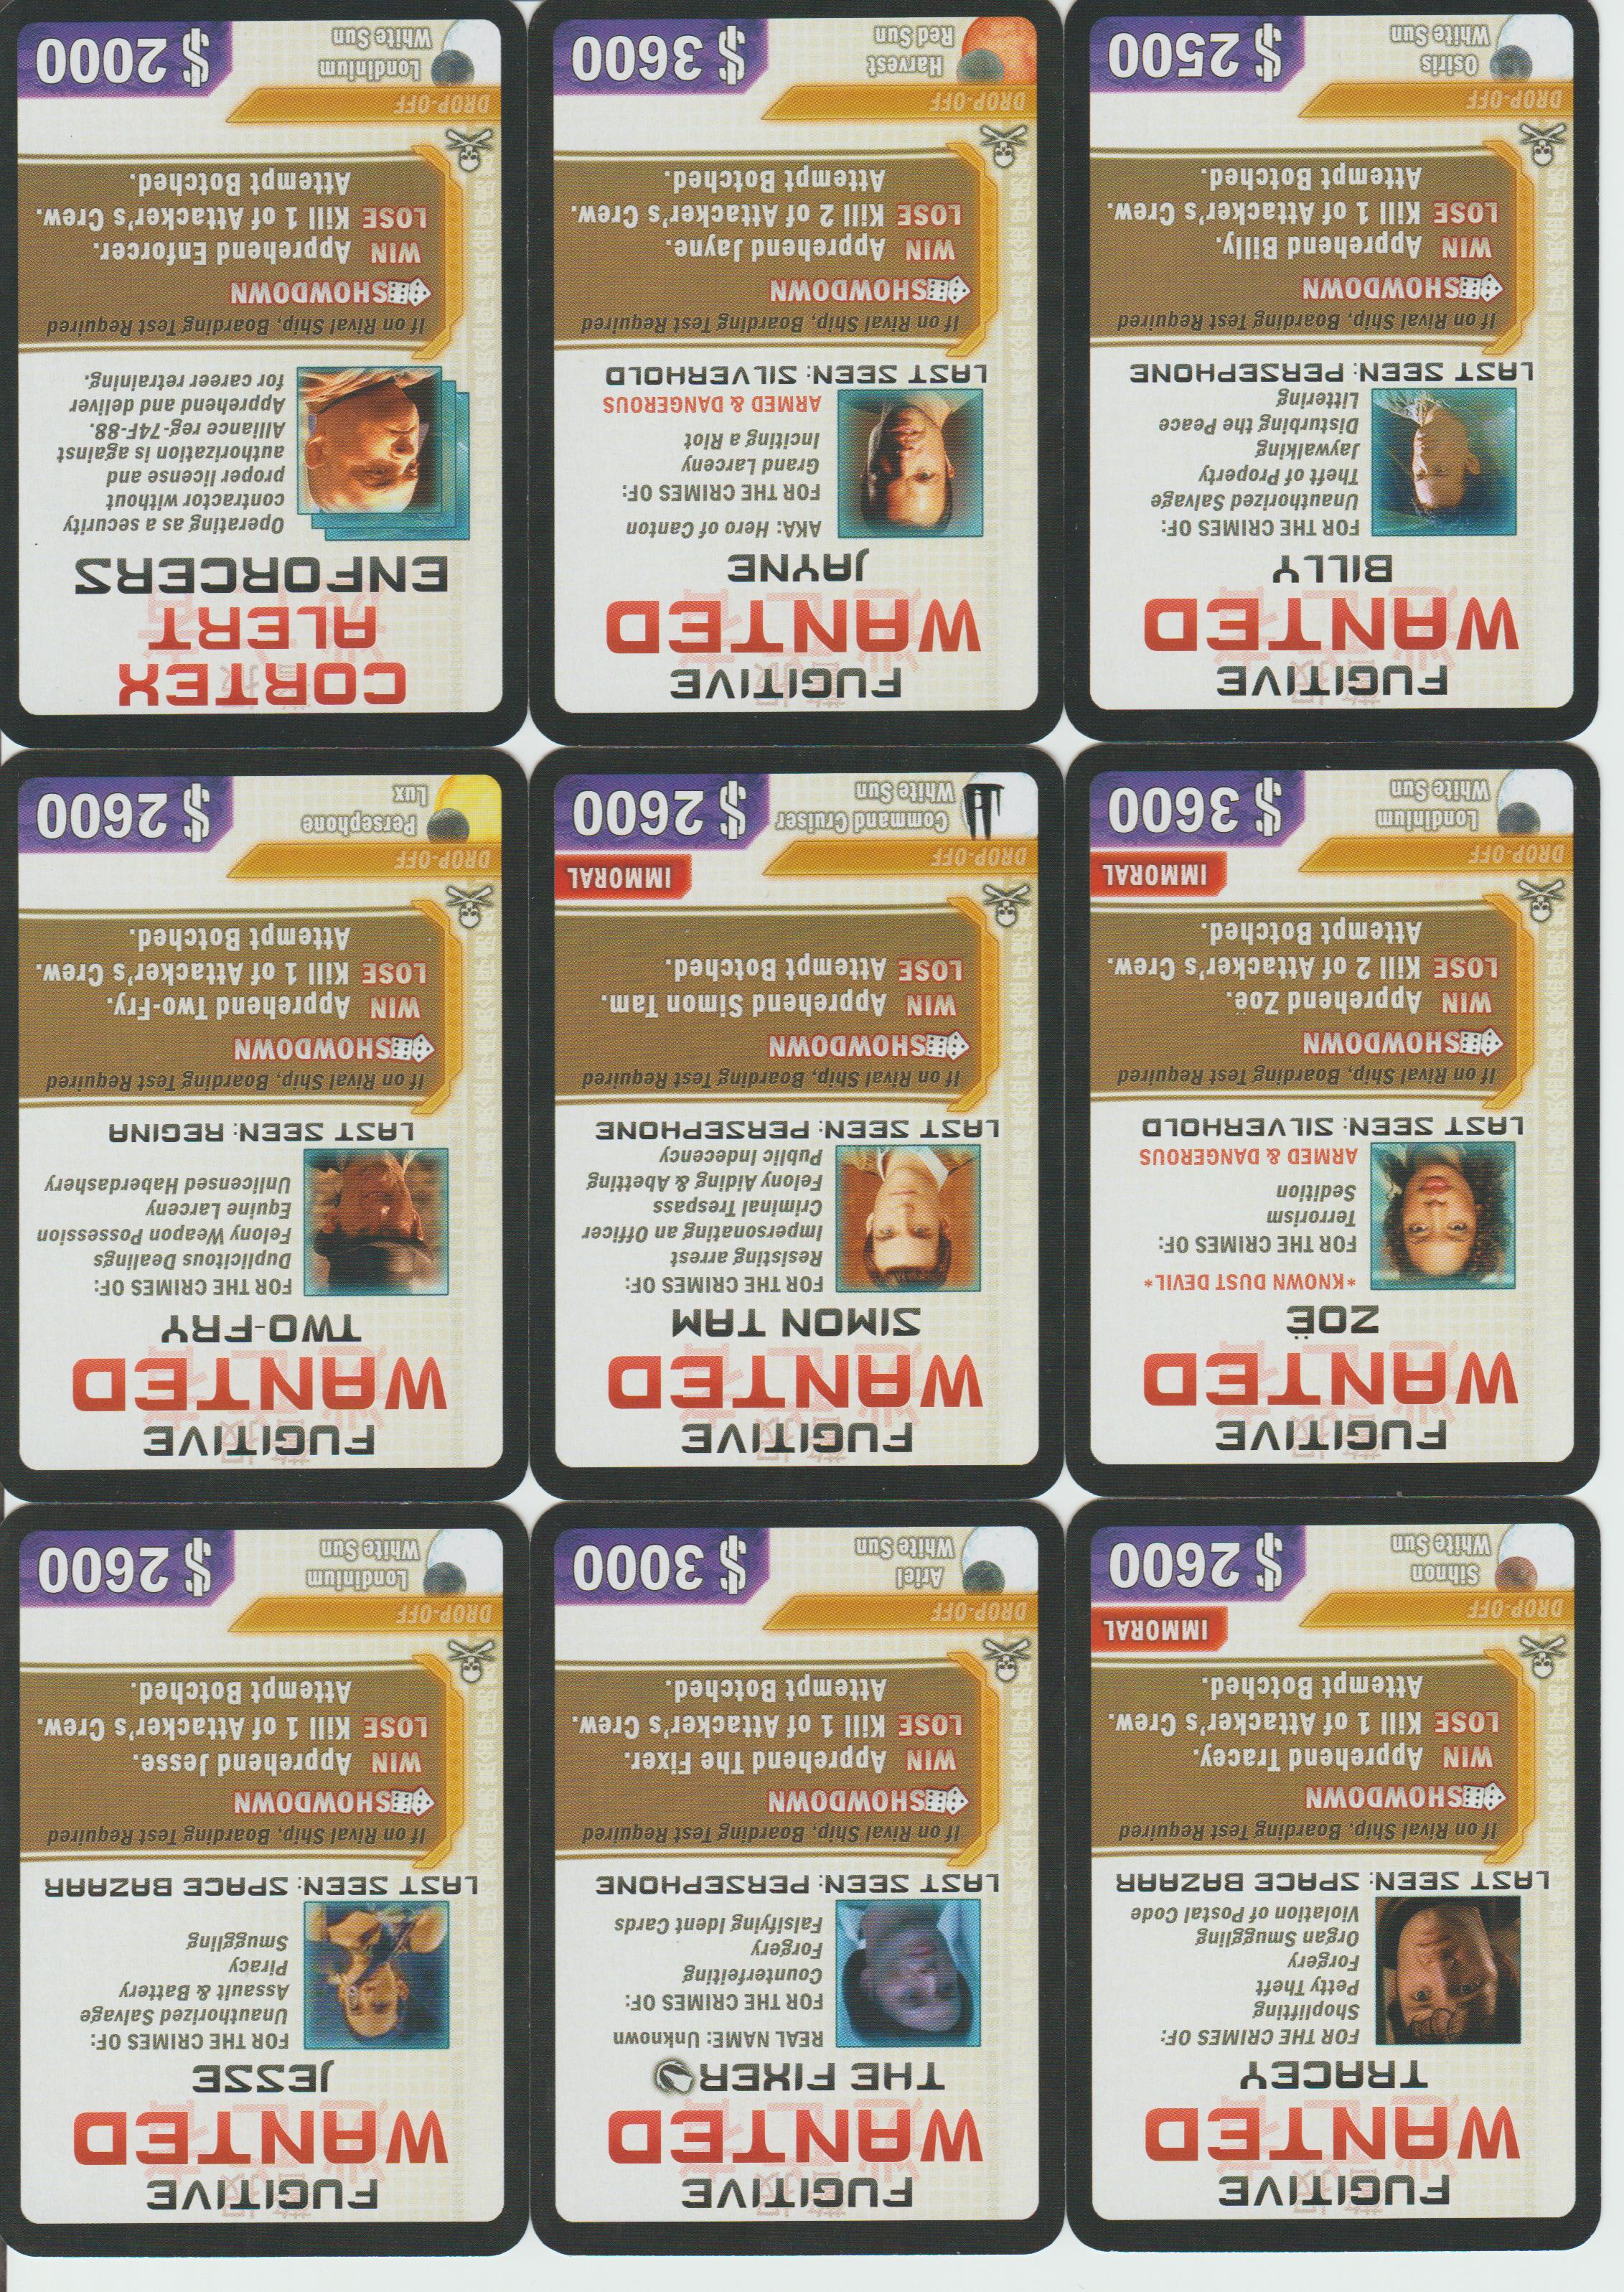 FUGITIVE
WANTED
TRACEY
FOR THE CRIMES OF:
Shoplifting
Petty Theft
Forgery
Organ Smuggling
Violation of Postal Code
LAST SEEN: SPACE BAZAAR
If on Rival Ship, Boarding Test Required
SHOWDOWN
WIN Apprehend Tracey.
LOSE Kill 1 of Attacker's Crew.
Attempt Botched.
IMMORAL
DROP-OFF
Sihnon
White Sun
$ 2600
FUGITIVE
WANTED
THE FIXER
REAL NAME: Unknown
FOR THE CRIMES OF:
Counterfeiting
Forgery
Falsifying Ident Cards
LAST SEEN: PERSEPHONE
If on Rival Ship, Boarding Test Required
SHOWDOWN
WIN Apprehend The Fixer.
LOSE Kill 1 of Attacker's Crew.
Attempt Botched.
DROP-OFF
Ariel
White Sun
$ 3000
FUGITIVE
WANTED
JESSE
FOR THE CRIMES OF:
Unauthorized Salvage
Assault & Battery
Piracy
Smuggling
LAST SEEN: SPACE BAZAAR
If on Rival Ship, Boarding Test Required
SHOWDOWN
WIN Apprehend Jesse.
LOSE Kill 1 of Attacker's Crew.
Attempt Botched.
DROP-OFF
Londinium
White Sun
$ 2600
FUGITIVE
WANTED
ZOË
*KNOWN DUST DEVIL*
FOR THE CRIMES OF:
Terrorism
Sedition
ARMED & DANGEROUS
LAST SEEN: SILVERHOLD
If on Rival Ship, Boarding Test Required
SHOWDOWN
WIN Apprehend Zoë.
LOSE Kill 2 of Attacker's Crew.
Attempt Botched.
IMMORAL
DROP-OFF
Londinium
White Sun
$ 3600
FUGITIVE
WANTED
SIMON TAM
FOR THE CRIMES OF:
Resisting arrest
Impersonating an Officer
Criminal Trespass
Felony Aiding & Abetting
Public Indecency
LAST SEEN: PERSEPHONE
If on Rival Ship, Boarding Test Required
SHOWDOWN
WIN Apprehend Simon Tam.
LOSE Attempt Botched.
IMMORAL
DROP-OFF
Command Cruiser
White Sun
$ 2600
FUGITIVE
WANTED
TWO-FRY
FOR THE CRIMES OF:
Duplicitous Dealings
Felony Weapon Possession
Equine Larceny
Unlicensed Haberdashery
LAST SEEN: REGINA
If on Rival Ship, Boarding Test Required
SHOWDOWN
WIN Apprehend Two-Fry.
LOSE Kill 1 of Attacker's Crew.
Attempt Botched.
DROP-OFF
Persephone
Lux
$ 2600
FUGITIVE
WANTED
BILLY
FOR THE CRIMES OF:
Unauthorized Salvage
Theft of Property
Jaywalking
Disturbing the Peace
Littering
LAST SEEN: PERSEPHONE
If on Rival Ship, Boarding Test Required
SHOWDOWN
WIN Apprehend Billy.
LOSE Kill 1 of Attacker's Crew.
Attempt Botched.
DROP-OFF
Osiris
White Sun
$ 2500
FUGITIVE
WANTED
JAYNE
AKA: Hero of Canton
FOR THE CRIMES OF:
Grand Larceny
Inciting a Riot
ARMED & DANGEROUS
LAST SEEN: SILVERHOLD
If on Rival Ship, Boarding Test Required
SHOWDOWN
WIN Apprehend Jayne.
LOSE Kill 2 of Attacker's Crew.
Attempt Botched.
DROP-OFF
Harvest
Red Sun
$ 3600
CORTEX
ALERT
ENFORCERS
Operating as a security
contractor without
proper license and
authorization is against
Alliance reg-74F-88.
Apprehend and deliver
for career retraining.
If on Rival Ship, Boarding Test Required
SHOWDOWN
WIN Apprehend Enforcer.
LOSE Kill 1 of Attacker's Crew.
Attempt Botched.
DROP-OFF
Londinium
White Sun
$ 2000